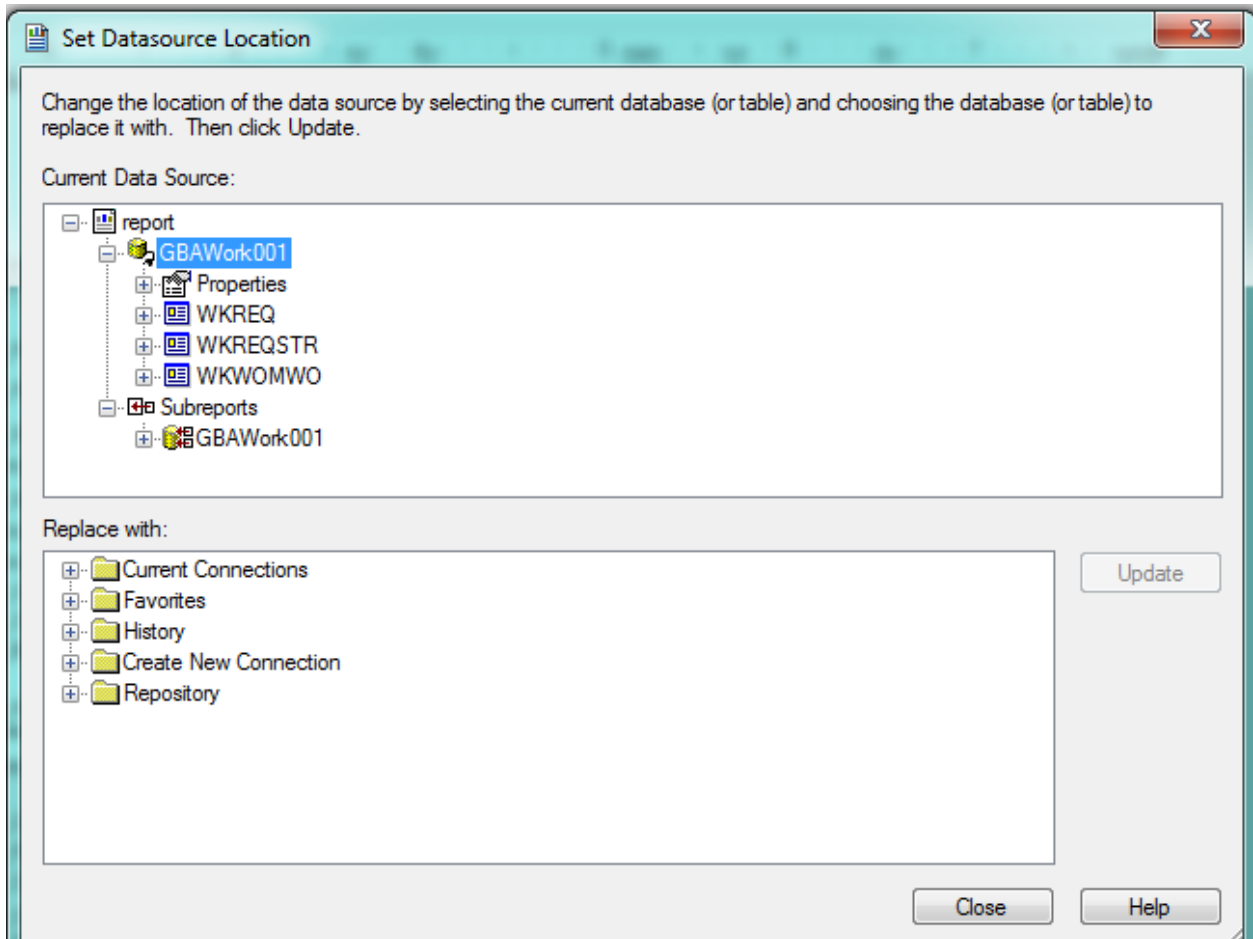 Set Datasource Location
Change the location of the data source by selecting the current database (or table) and choosing the database (or table) to
replace it with.  Then click Update.
Current Data Source:
report
GBAWork001
Properties
WKREQ
WKREQSTR
WKWOMWO
Subreports
GBAWork001
Replace with:
Current Connections
Update
Favorites
History
Create New Connection
Repository
Close
Help